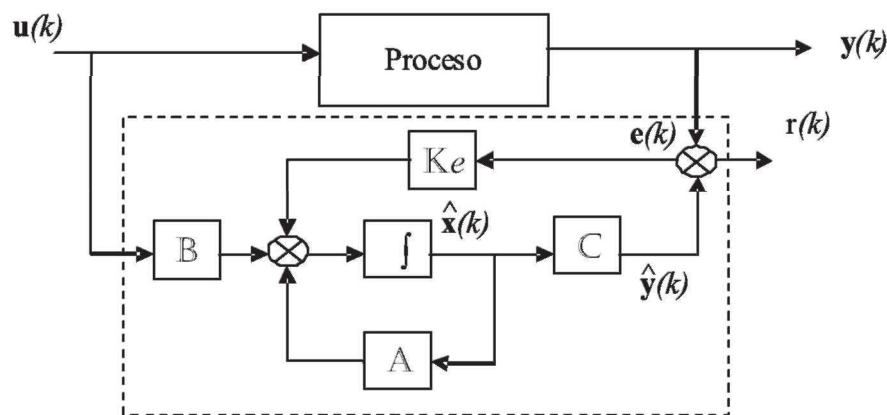 u(k)
Proceso
y(k)
e(k)
r(k)
Ke
x̂(k)
B
∫
C
ŷ(k)
A